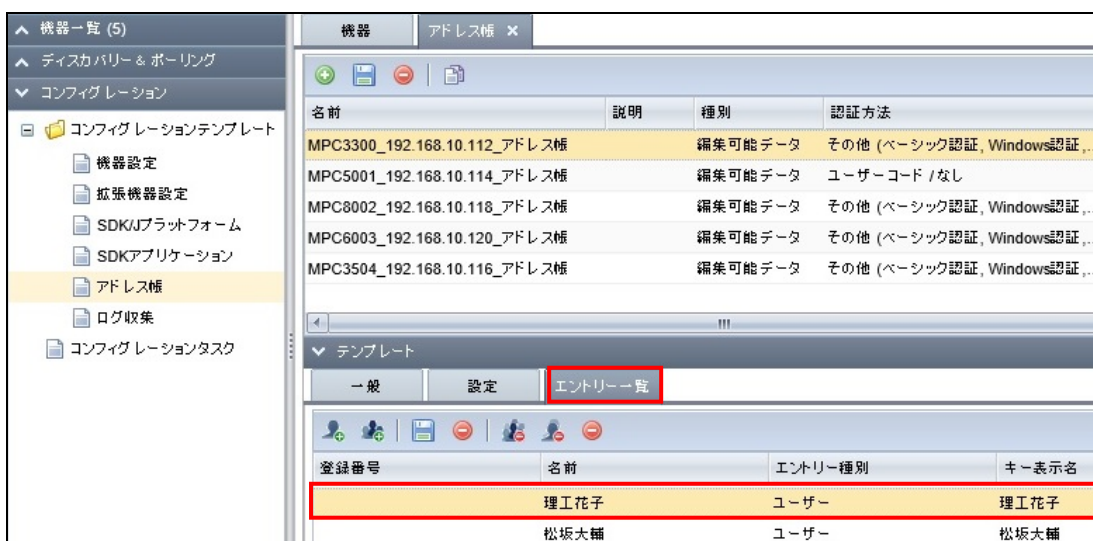 機器一覧 (5)
ディスカバリー & ポーリング
コンフィグレーション
コンフィグレーションテンプレート
機器設定
拡張機器設定
SDK/Jプラットフォーム
SDKアプリケーション
アドレス帳
ログ収集
コンフィグレーションタスク
機器 アドレス帳
名前 説明 種別 認証方法
MPC3300_192.168.10.112_アドレス帳 編集可能データ その他 (ベーシック認証, Windows認証,...
MPC5001_192.168.10.114_アドレス帳 編集可能データ ユーザーコード / なし
MPC8002_192.168.10.118_アドレス帳 編集可能データ その他 (ベーシック認証, Windows認証,...
MPC6003_192.168.10.120_アドレス帳 編集可能データ その他 (ベーシック認証, Windows認証,...
MPC3504_192.168.10.116_アドレス帳 編集可能データ その他 (ベーシック認証, Windows認証,...
テンプレート
一般 設定 エントリー一覧
登録番号 名前 エントリー種別 キー表示名
理工花子 ユーザー 理工花子
松坂大輔 ユーザー 松坂大輔